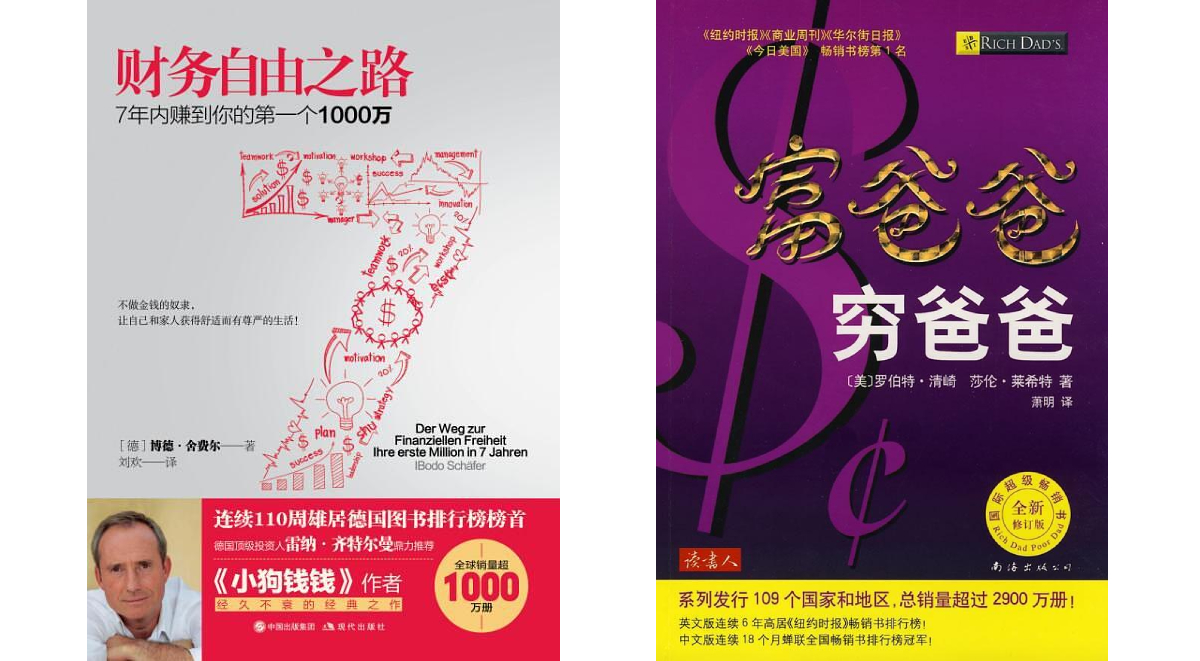 财务自由之路
7年内赚到你的第一个1000万
teamwork motivation workshop management
solution
success
innovation
manager
20%
teamwork
20%
workshop
$
motivation
20%
strategy
plan
success
leadership
不做金钱的奴隶，
让自己和家人获得舒适而有尊严的生活！
［德］博德·舍费尔——著
刘欢——译
Der Weg zur
Finanziellen Freiheit
Ihre erste Million in 7 Jahren
IBodo Schäfer
连续110周雄居德国图书排行榜榜首
德国顶级投资人雷纳·齐特尔曼鼎力推荐
《小狗钱钱》作者
经久不衰的经典之作
全球销量超
1000
万册
中国出版集团 现代出版社
《纽约时报》《商业周刊》《华尔街日报》
《今日美国》 畅销书榜第1名
RICH DAD'S
富爸爸
穷爸爸
〔美〕罗伯特·清崎 莎伦·莱希特 著
萧明 译
¢
国际超级畅销书
全新
修订版
Rich Dad Poor Dad
读书人
南海出版公司
系列发行109个国家和地区，总销量超过2900万册！
英文版连续6年高居《纽约时报》畅销书排行榜！
中文版连续18个月蝉联全国畅销书排行榜冠军！